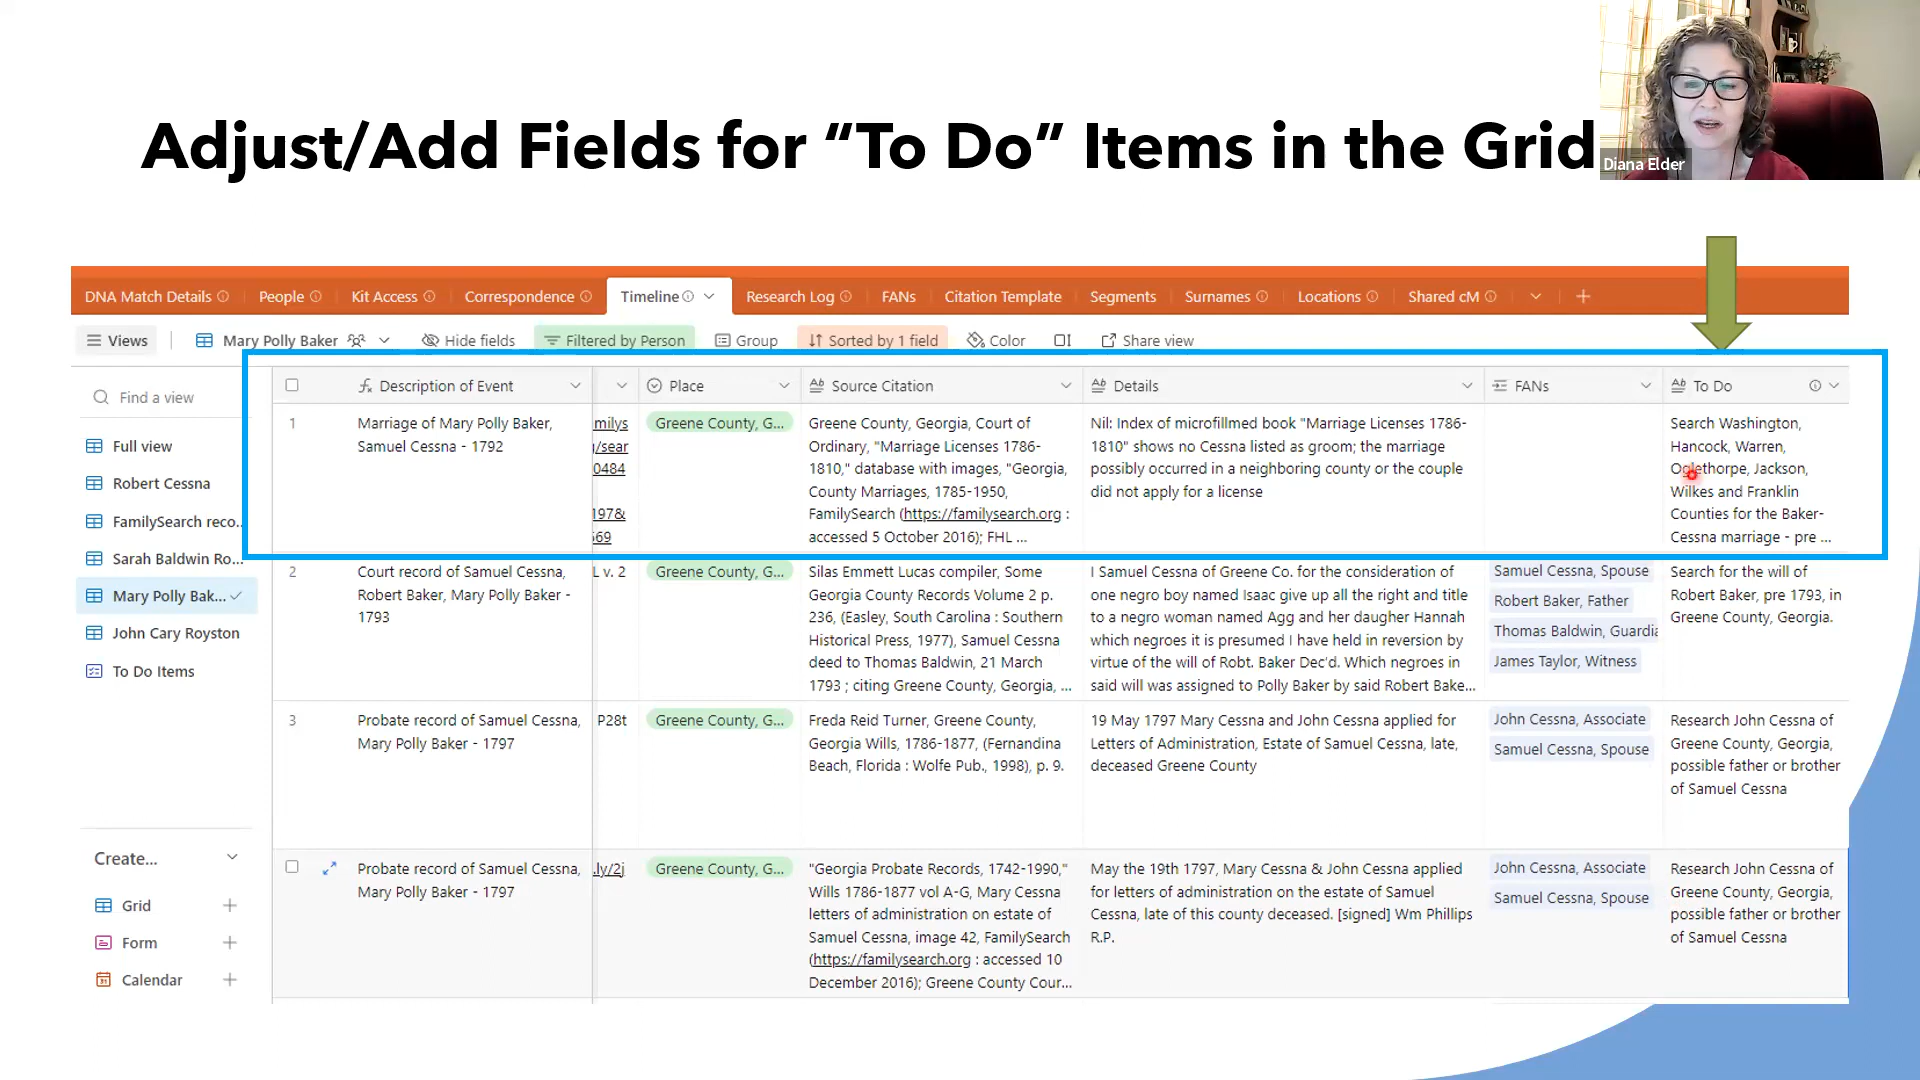 Adjust/Add Fields for “To Do” Items in the Grid
Diana Elder
DNA Match Details
People
Kit Access
Correspondence
Timeline
Research Log
FANs
Citation Template
Segments
Surnames
Locations
Shared cM
Views
Mary Polly Baker
Hide fields
Filtered by Person
Group
Sorted by 1 field
Color
Share view
Find a view
Full view
Robert Cessna
FamilySearch reco...
Sarah Baldwin Ro...
Mary Polly Bak...
John Cary Royston
To Do Items
Create...
Grid
Form
Calendar
Description of Event
Place
Source Citation
Details
FANs
To Do
1
Marriage of Mary Polly Baker,
Samuel Cessna - 1792
milys
/sear
0484
197&
69
Greene County, G...
Greene County, Georgia, Court of
Ordinary, "Marriage Licenses 1786-
1810," database with images, "Georgia,
County Marriages, 1785-1950,
FamilySearch (https://familysearch.org :
accessed 5 October 2016); FHL ...
Nil: Index of microfillmed book "Marriage Licenses 1786-
1810" shows no Cessna listed as groom; the marriage
possibly occurred in a neighboring county or the couple
did not apply for a license
Search Washington,
Hancock, Warren,
Oglethorpe, Jackson,
Wilkes and Franklin
Counties for the Baker-
Cessna marriage - pre ...
2
Court record of Samuel Cessna,
Robert Baker, Mary Polly Baker -
1793
L v. 2
Greene County, G...
Silas Emmett Lucas compiler, Some
Georgia County Records Volume 2 p.
236, (Easley, South Carolina : Southern
Historical Press, 1977), Samuel Cessna
deed to Thomas Baldwin, 21 March
1793 ; citing Greene County, Georgia, ...
I Samuel Cessna of Greene Co. for the consideration of
one negro boy named Isaac give up all the right and title
to a negro woman named Agg and her daugher Hannah
which negroes it is presumed I have held in reversion by
virtue of the will of Robt. Baker Dec'd. Which negroes in
said will was assigned to Polly Baker by said Robert Bake...
Samuel Cessna, Spouse
Robert Baker, Father
Thomas Baldwin, Guardia
James Taylor, Witness
Search for the will of
Robert Baker, pre 1793, in
Greene County, Georgia.
3
Probate record of Samuel Cessna,
Mary Polly Baker - 1797
P28t
Greene County, G...
Freda Reid Turner, Greene County,
Georgia Wills, 1786-1877, (Fernandina
Beach, Florida : Wolfe Pub., 1998), p. 9.
19 May 1797 Mary Cessna and John Cessna applied for
Letters of Administration, Estate of Samuel Cessna, late,
deceased Greene County
John Cessna, Associate
Samuel Cessna, Spouse
Research John Cessna of
Greene County, Georgia,
possible father or brother
of Samuel Cessna
Probate record of Samuel Cessna,
Mary Polly Baker - 1797
.ly/2j
Greene County, G...
"Georgia Probate Records, 1742-1990,"
Wills 1786-1877 vol A-G, Mary Cessna
letters of administration on estate of
Samuel Cessna, image 42, FamilySearch
(https://familysearch.org : accessed 10
December 2016); Greene County Cour...
May the 19th 1797, Mary Cessna & John Cessna applied
for letters of administration on the estate of Samuel
Cessna, late of this county deceased. [signed] Wm Phillips
R.P.
John Cessna, Associate
Samuel Cessna, Spouse
Research John Cessna of
Greene County, Georgia,
possible father or brother
of Samuel Cessna